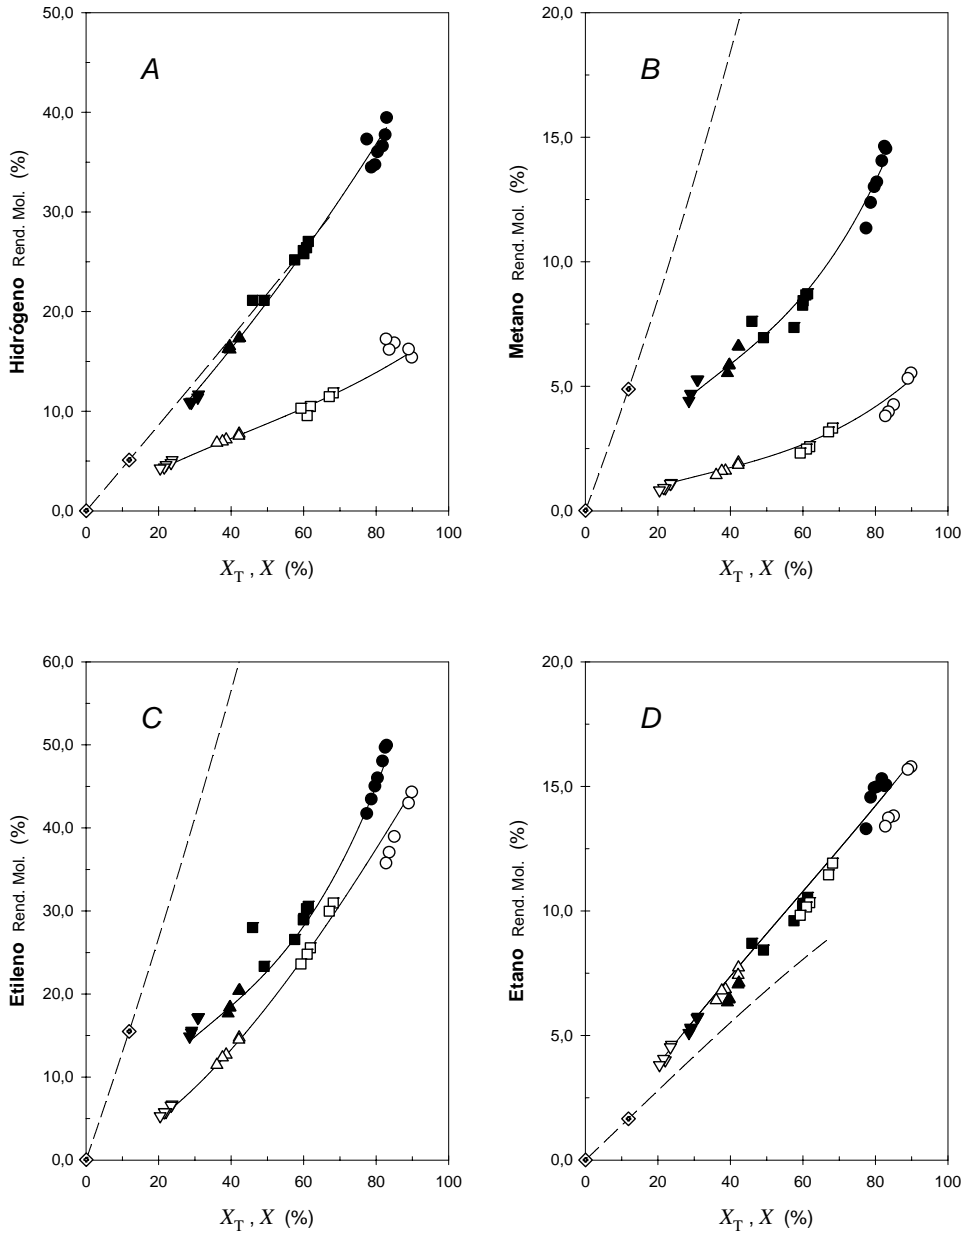 50,0
40,0
30,0
20,0
10,0
0,0
A
Hidrógeno Rend. Mol. (%)
0 20 40 60 80 100
X_T , X (%)
20,0
15,0
10,0
5,0
0,0
B
Metano Rend. Mol. (%)
0 20 40 60 80 100
X_T , X (%)
60,0
50,0
40,0
30,0
20,0
10,0
0,0
C
Etileno Rend. Mol. (%)
0 20 40 60 80 100
X_T , X (%)
20,0
15,0
10,0
5,0
0,0
D
Etano Rend. Mol. (%)
0 20 40 60 80 100
X_T , X (%)